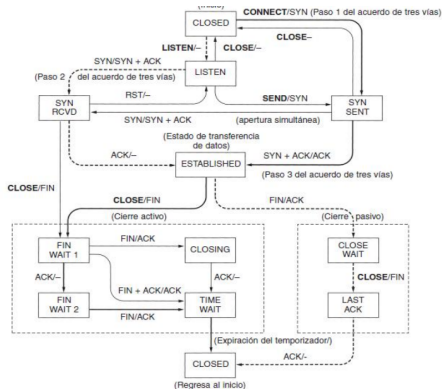 (Inicio)
CLOSED
CONNECT/SYN (Paso 1 del acuerdo de tres vías)
CLOSE–
LISTEN/–
CLOSE/–
SYN/SYN + ACK
LISTEN
(Paso 2 del acuerdo de tres vías)
RST/–
SEND/SYN
SYN
RCVD
SYN
SENT
SYN/SYN + ACK
(apertura simultánea)
(Estado de transferencia
de datos)
SYN + ACK/ACK
ACK/–
ESTABLISHED
(Paso 3 del acuerdo de tres vías)
CLOSE/FIN
CLOSE/FIN
FIN/ACK
(Cierre activo)
(Cierre pasivo)
FIN
WAIT 1
FIN/ACK
CLOSING
CLOSE
WAIT
ACK/–
ACK/–
CLOSE/FIN
FIN + ACK/ACK
FIN
WAIT 2
FIN/ACK
TIME
WAIT
LAST
ACK
(Expiración del temporizador/)
CLOSED
ACK/-
(Regresa al inicio)